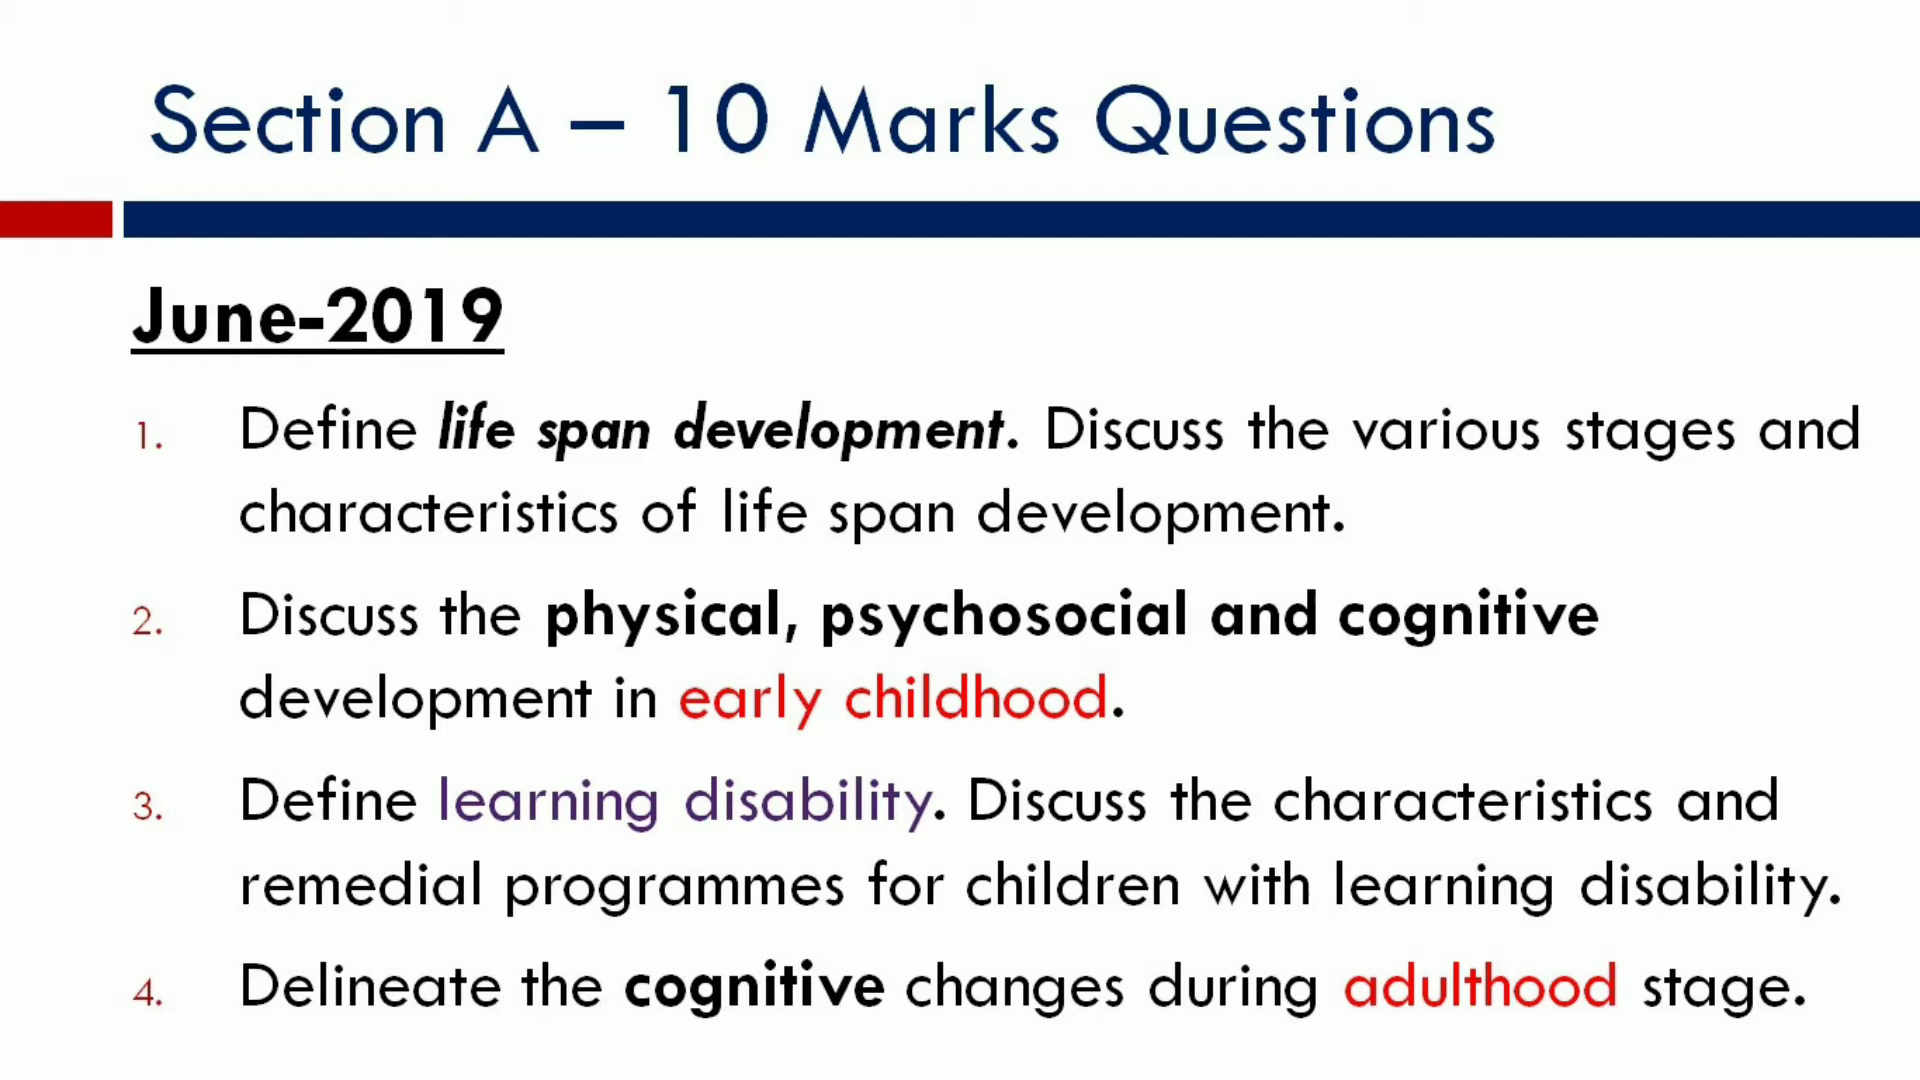 Section A – 10 Marks Questions
June-2019
1. Define life span development. Discuss the various stages and
characteristics of life span development.
2. Discuss the physical, psychosocial and cognitive
development in early childhood.
3. Define learning disability. Discuss the characteristics and
remedial programmes for children with learning disability.
4. Delineate the cognitive changes during adulthood stage.